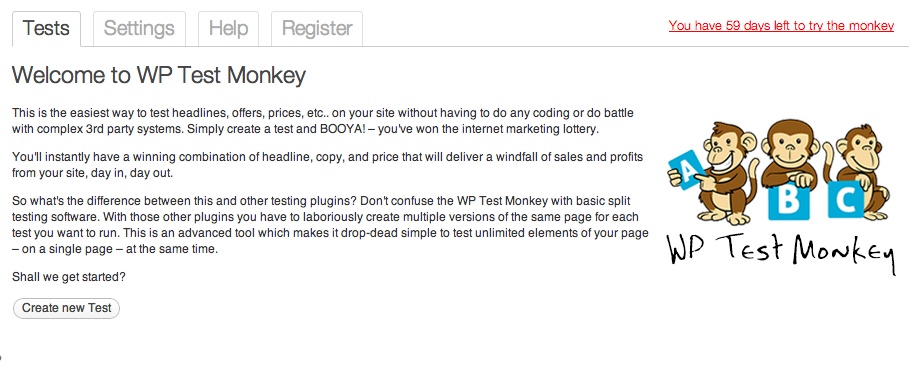 Tests Settings Help Register
You have 59 days left to try the monkey
Welcome to WP Test Monkey
This is the easiest way to test headlines, offers, prices, etc.. on your site without having to do any coding or do battle
with complex 3rd party systems. Simply create a test and BOOYA! – you've won the internet marketing lottery.
You'll instantly have a winning combination of headline, copy, and price that will deliver a windfall of sales and profits
from your site, day in, day out.
So what's the difference between this and other testing plugins? Don't confuse the WP Test Monkey with basic split
testing software. With those other plugins you have to laboriously create multiple versions of the same page for each
test you want to run. This is an advanced tool which makes it drop-dead simple to test unlimited elements of your page
– on a single page – at the same time.
Shall we get started?
Create new Test
A B C
WP Test Monkey